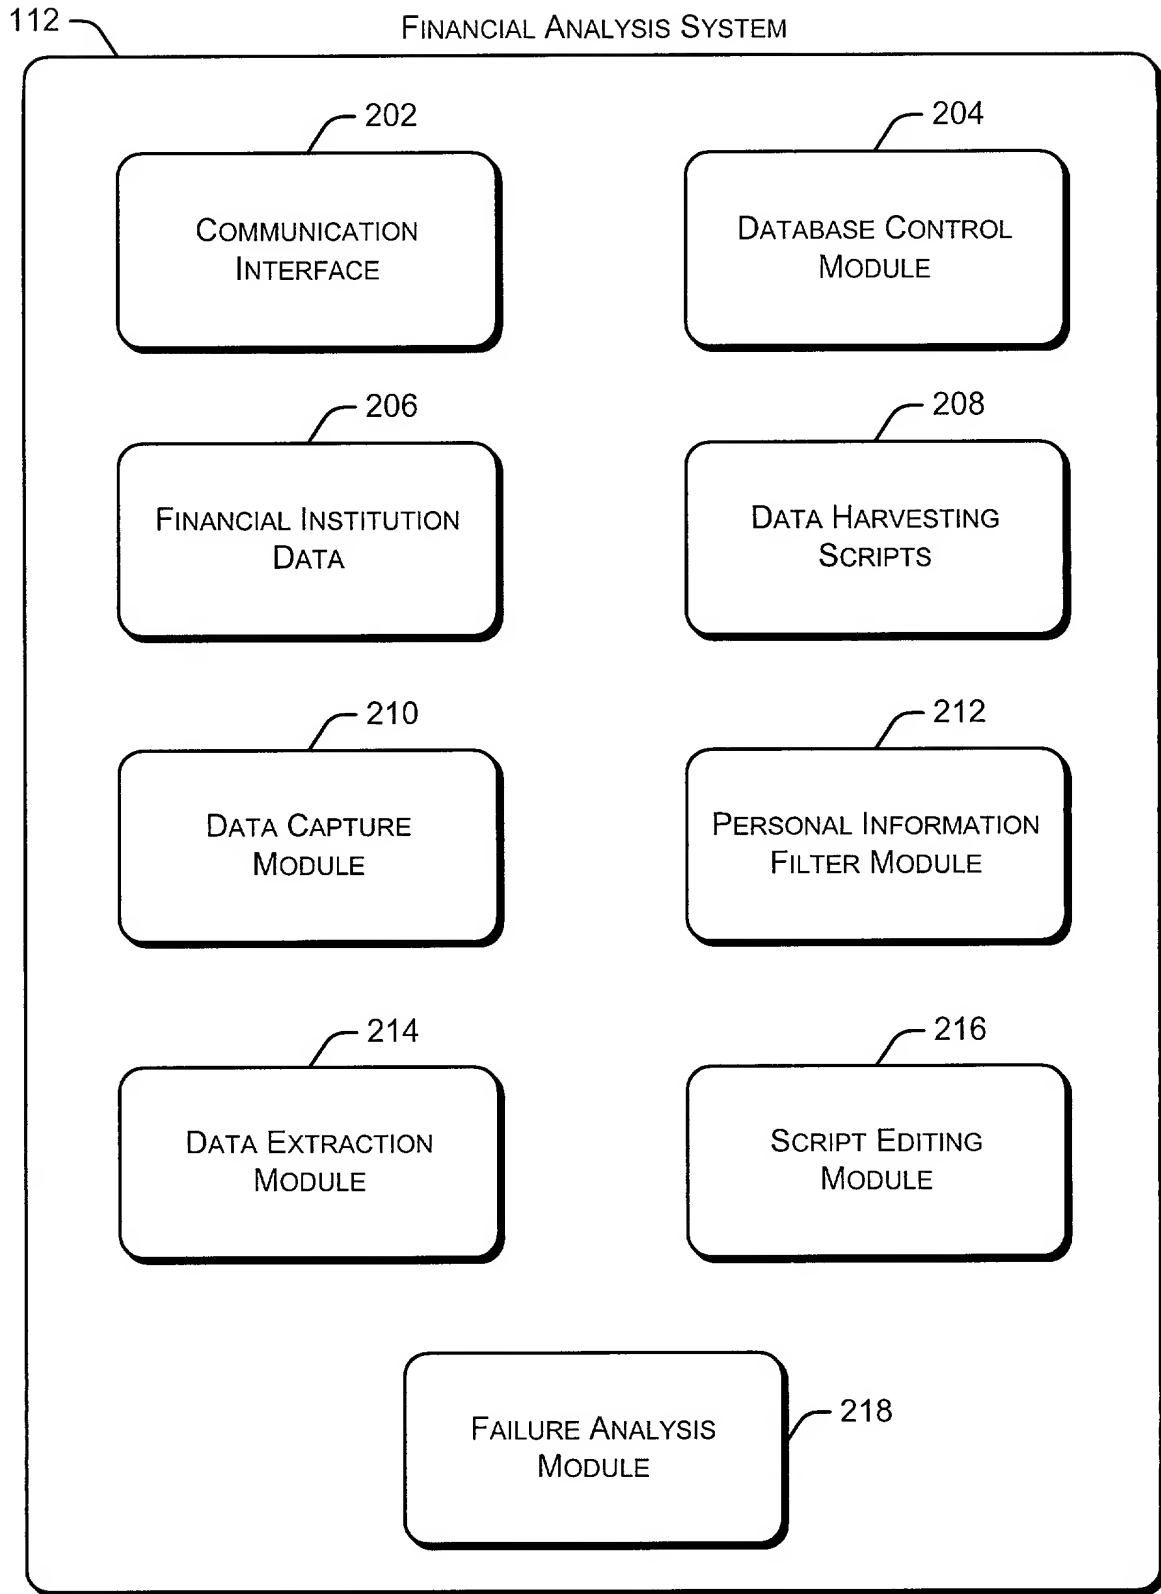 112
FINANCIAL ANALYSIS SYSTEM
202
COMMUNICATION
INTERFACE
204
DATABASE CONTROL
MODULE
206
FINANCIAL INSTITUTION
DATA
208
DATA HARVESTING
SCRIPTS
210
DATA CAPTURE
MODULE
212
PERSONAL INFORMATION
FILTER MODULE
214
DATA EXTRACTION
MODULE
216
SCRIPT EDITING
MODULE
FAILURE ANALYSIS
MODULE
218